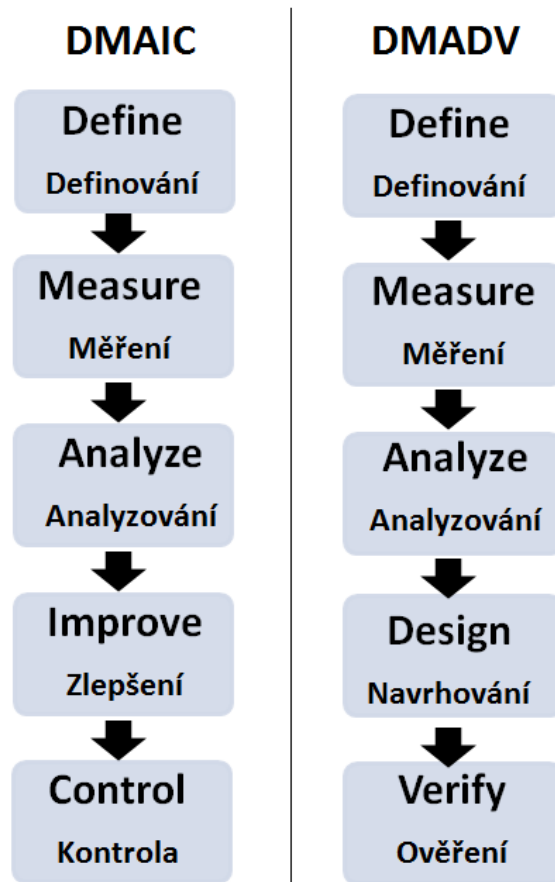 DMAIC
Define
Definování
Measure
Měření
Analyze
Analyzování
Improve
Zlepšení
Control
Kontrola
DMADV
Define
Definování
Measure
Měření
Analyze
Analyzování
Design
Navrhování
Verify
Ověření